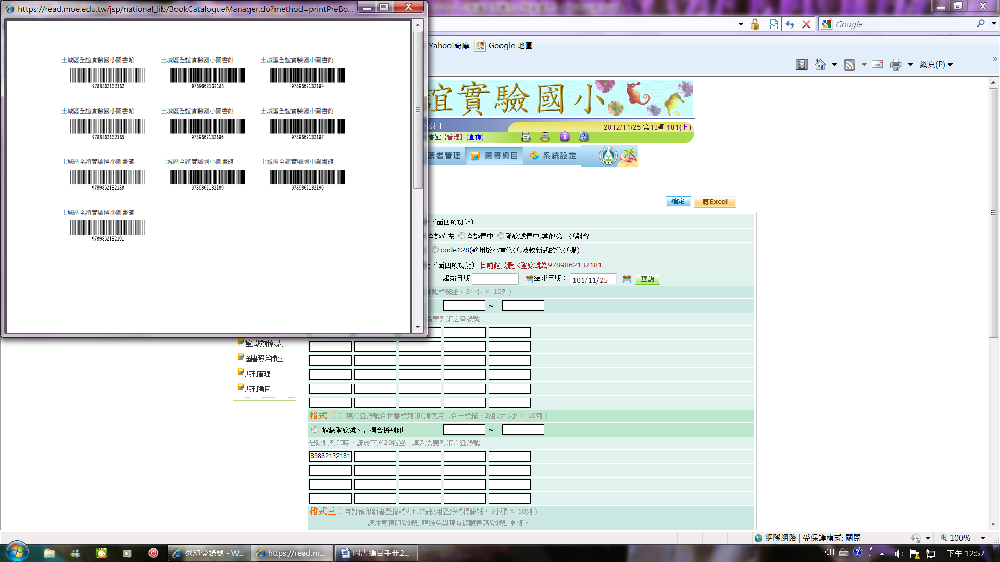 https://read.moe.edu.tw/jsp/national_lib/BookCatalogueManager.do?method=printPreBo...
土城區全誼實驗國小圖書館
土城區全誼實驗國小圖書館
土城區全誼實驗國小圖書館
9789862132182
9789862132183
9789862132184
土城區全誼實驗國小圖書館
土城區全誼實驗國小圖書館
土城區全誼實驗國小圖書館
9789862132185
9789862132186
9789862132187
土城區全誼實驗國小圖書館
土城區全誼實驗國小圖書館
土城區全誼實驗國小圖書館
9789862132188
9789862132189
9789862132190
土城區全誼實驗國小圖書館
9789862132191
Google
Yahoo!奇摩
Google 地圖
網頁(P)
誼實驗國小
員 |
2012/11/25 第13週 101(上)
書館【管理】(查詢)
讀者管理
圖書編目
系統設定
確定
轉Excel
下面四項功能〕
全部靠左 全部置中 登錄號置中,其他第一碼對齊
code128(適用於小寫條碼,及較新式的條碼機)
下面四項功能〕 目前館藏最大登錄號為9789862132181
起始日期 結束日期： 101/11/25 查詢
號標籤紙，3小張 × 10列)
~
需要列印之登錄號
館藏統計報表
圖書照片補正
期刊管理
期刊編目
格式二： 現有登錄號合併書標列印(請使用二合一標籤，2組1大1小 × 10列 )
館藏登錄號、書標合併列印 ~
若跳號列印時，請於下方20格空白填入需要列印之登錄號
89862132181
格式三： 自訂預印新書登錄號列印(請使用登錄號標籤紙，3小張 × 10列 )
請注意預印登錄號應避免與現有館藏書籍登錄號重複。
網際網路 | 受保護模式: 關閉
100%
列印登錄號 - W...
https://read.m...
圖書編目手冊2...
CH
下午 12:57